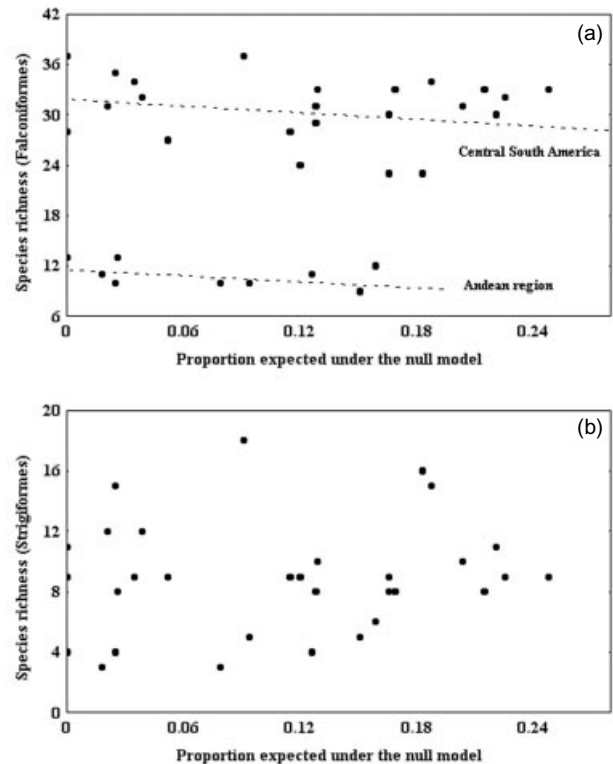 (a)
42
36
30
24
18
12
6
Species richness (Falconiformes)
Central South America
Andean region
0 0.06 0.12 0.18 0.24
Proportion expected under the null model
(b)
20
16
12
8
4
0
Species richness (Strigiformes)
0 0.06 0.12 0.18 0.24
Proportion expected under the null model